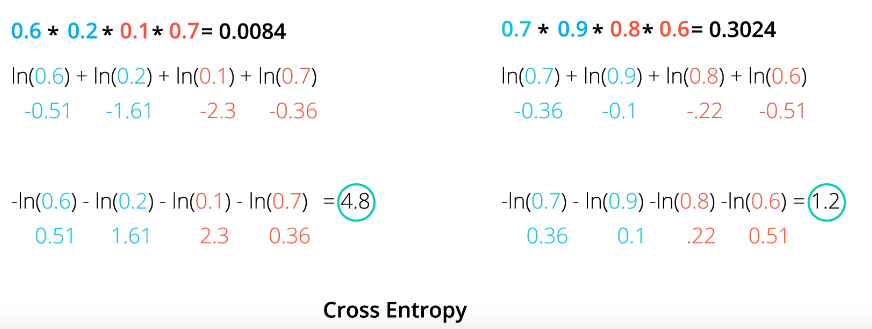 0.6 * 0.2 * 0.1 * 0.7 = 0.0084
ln(0.6) + ln(0.2) + ln(0.1) + ln(0.7)
-0.51 -1.61 -2.3 -0.36
-ln(0.6) - ln(0.2) - ln(0.1) - ln(0.7) = 4.8
0.51 1.61 2.3 0.36
0.7 * 0.9 * 0.8 * 0.6 = 0.3024
ln(0.7) + ln(0.9) + ln(0.8) + ln(0.6)
-0.36 -0.1 -.22 -0.51
-ln(0.7) - ln(0.9) -ln(0.8) -ln(0.6) = 1.2
0.36 0.1 .22 0.51
Cross Entropy